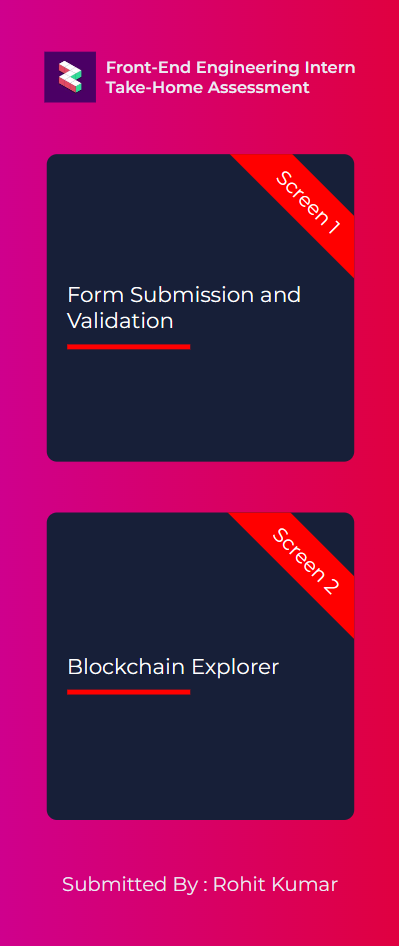 Front-End Engineering Intern
Take-Home Assessment
Screen 1
Form Submission and
Validation
Screen 2
Blockchain Explorer
Submitted By : Rohit Kumar